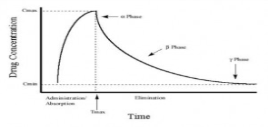 Cmax
α Phase
β Phase
γ Phase
Drug Concentration
Cmin
Administration/
Absorption
Elimination
Tmax
Time